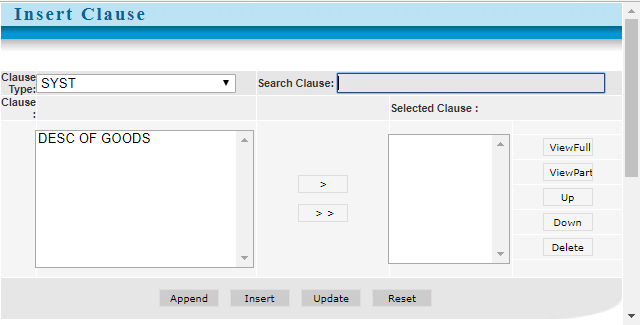 Insert Clause
Clause Type: SYST Search Clause:
Clause : Selected Clause :
DESC OF GOODS
ViewFull
ViewPart
>
Up
> >
Down
Delete
Append Insert Update Reset